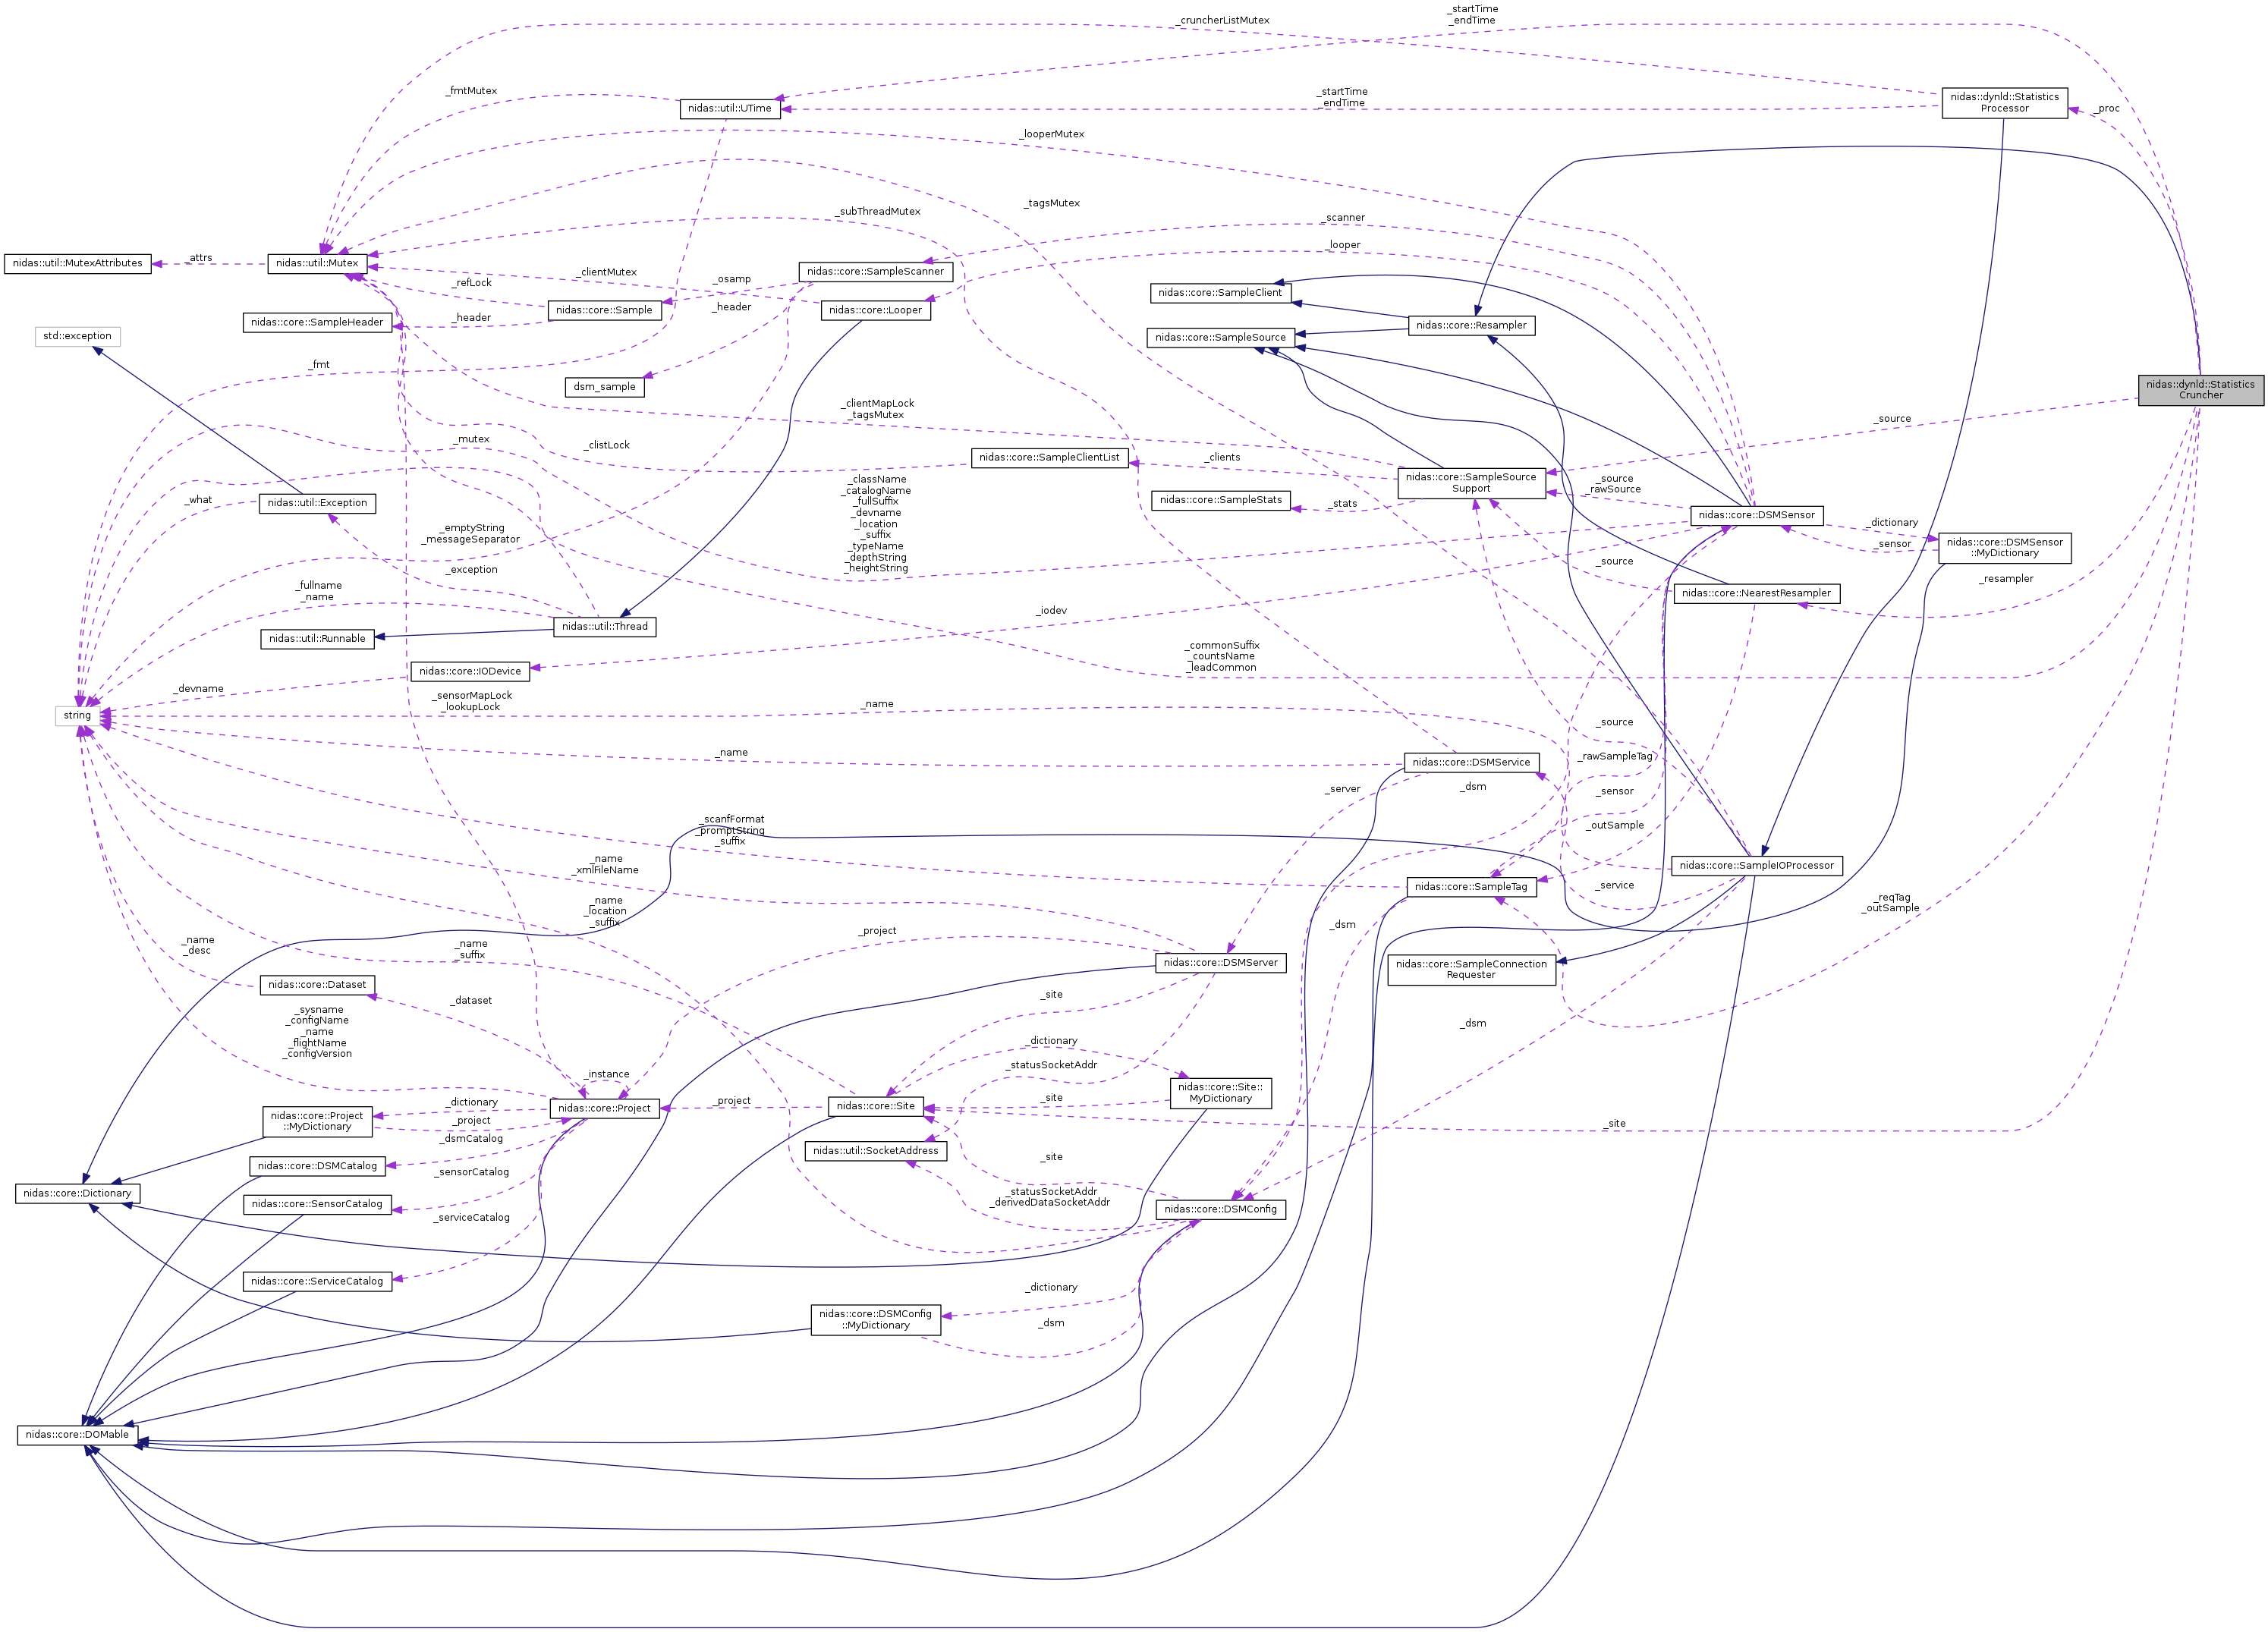 _startTime
_endTime
_cruncherListMutex
_fmtMutex
nidas::util::UTime
_startTime
_endTime
nidas::dynld::Statistics
Processor
_proc
_looperMutex
_tagsMutex
_subThreadMutex
_scanner
_looper
nidas::util::MutexAttributes
_attrs
nidas::util::Mutex
_clientMutex
nidas::core::SampleScanner
_refLock
_osamp
nidas::core::SampleClient
_header
nidas::core::SampleHeader
_header
nidas::core::Sample
nidas::core::Looper
nidas::core::Resampler
std::exception
nidas::core::SampleSource
_fmt
dsm_sample
nidas::dynld::Statistics
Cruncher
_clientMapLock
_tagsMutex
_source
_mutex
_clistLock
nidas::core::SampleClientList
_clients
nidas::core::SampleSource
Support
_source
_rawSource
_className
_catalogName
_fullSuffix
_devname
_location
_suffix
_typeName
_depthString
_heightString
nidas::core::SampleStats
_stats
_what
nidas::util::Exception
nidas::core::DSMSensor
_dictionary
_sensor
nidas::core::DSMSensor
::MyDictionary
_emptyString
_messageSeparator
_exception
_source
_resampler
_fullname
_name
nidas::core::NearestResampler
_iodev
nidas::util::Runnable
nidas::util::Thread
_commonSuffix
_countsName
_leadCommon
nidas::core::IODevice
_devname
_sensorMapLock
_lookupLock
string
_name
_source
_name
_rawSampleTag
nidas::core::DSMService
_server
_dsm
_sensor
_scanfFormat
_promptString
_suffix
_outSample
_name
_xmlFileName
nidas::core::SampleIOProcessor
_service
nidas::core::SampleTag
_reqTag
_outSample
_name
_location
_suffix
_dsm
_project
_name
_desc
_name
_suffix
nidas::core::DSMServer
nidas::core::SampleConnection
Requester
nidas::core::Dataset
_dataset
_site
_sysname
_configName
_name
_flightName
_configVersion
_dsm
_dictionary
_statusSocketAddr
_instance
nidas::core::Site::
MyDictionary
_site
_dictionary
nidas::core::Project
_project
nidas::core::Site
nidas::core::Project
::MyDictionary
_project
_site
_dsmCatalog
nidas::util::SocketAddress
_site
nidas::core::DSMCatalog
_sensorCatalog
nidas::core::Dictionary
nidas::core::SensorCatalog
_statusSocketAddr
_derivedDataSocketAddr
nidas::core::DSMConfig
_serviceCatalog
nidas::core::ServiceCatalog
_dictionary
nidas::core::DSMConfig
::MyDictionary
_dsm
nidas::core::DOMable